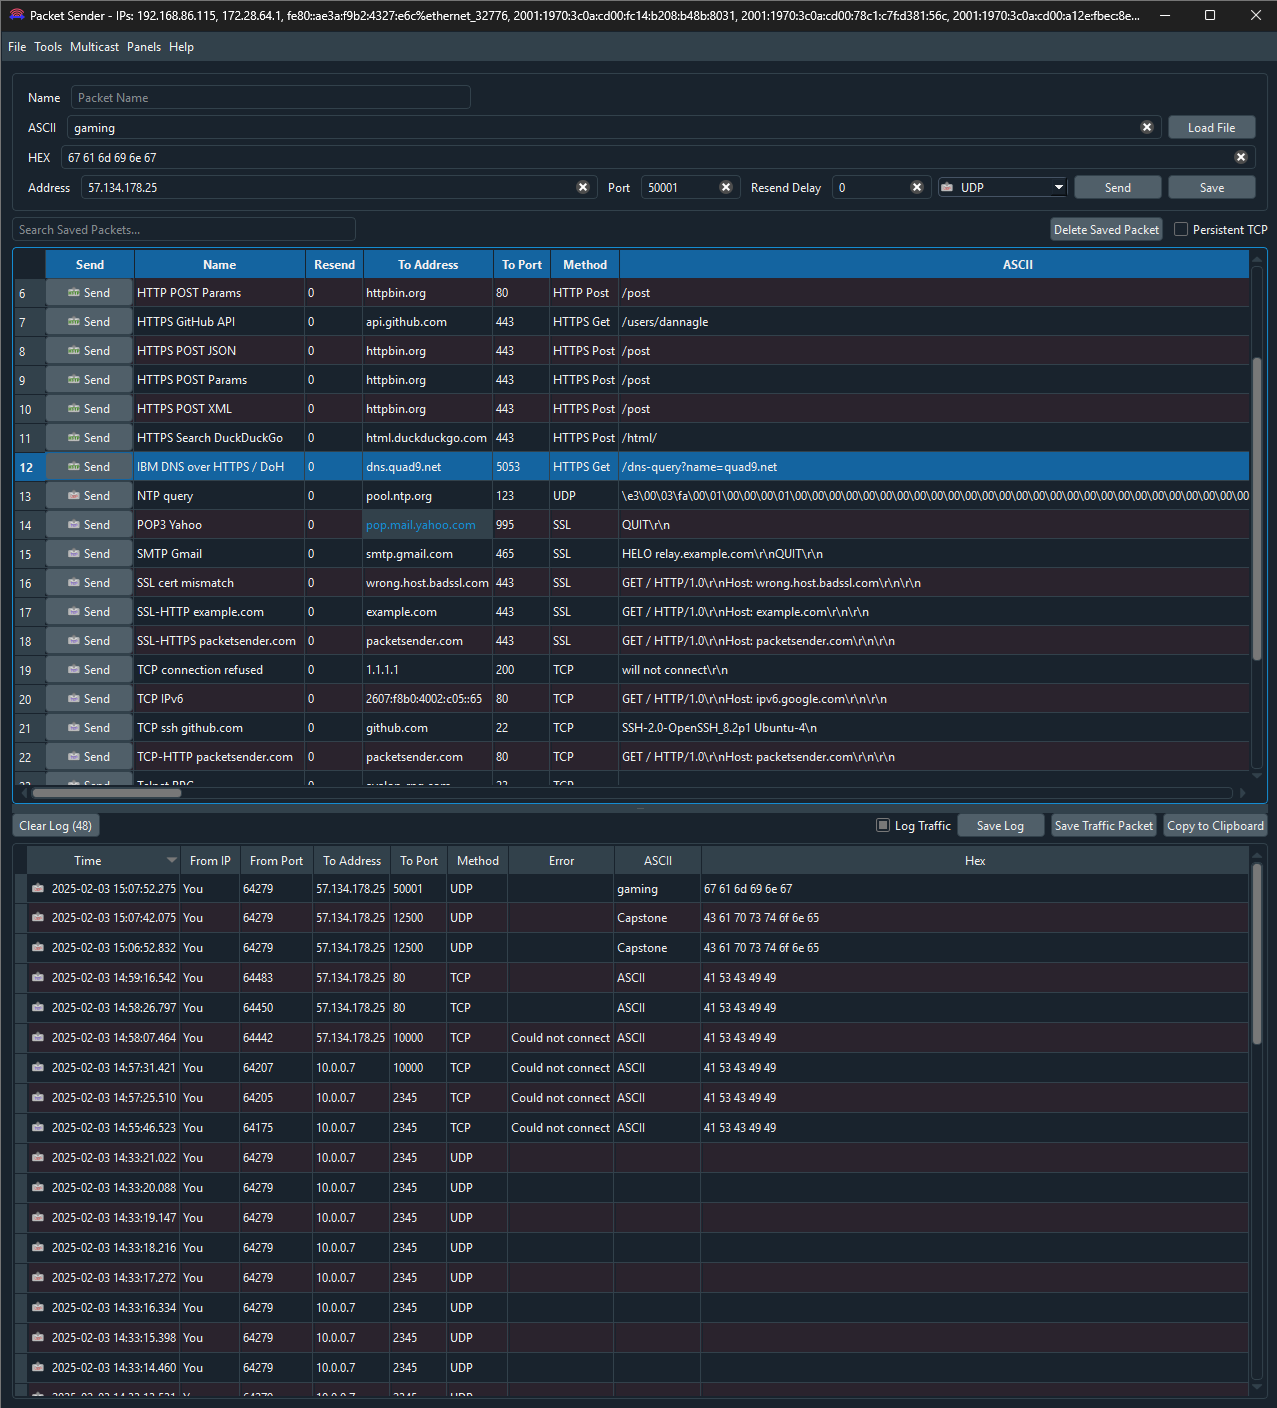 Packet Sender - IPs: 192.168.86.115, 172.28.64.1, fe80::ae3a:f9b2:4327:e6c%ethernet_32776, 2001:1970:3c0a:cd00:fc14:b208:b48b:8031, 2001:1970:3c0a:cd00:78c1:c7f:d381:56c, 2001:1970:3c0a:cd00:a12e:fbec:8e...
File Tools Multicast Panels Help
Name Packet Name
ASCII gaming Load File
HEX 67 61 6d 69 6e 67
Address 57.134.178.25 Port 50001 Resend Delay 0 UDP Send Save
Search Saved Packets... Delete Saved Packet Persistent TCP
Send Name Resend To Address To Port Method ASCII
6 Send HTTP POST Params 0 httpbin.org 80 HTTP Post /post
7 Send HTTPS GitHub API 0 api.github.com 443 HTTPS Get /users/dannagle
8 Send HTTPS POST JSON 0 httpbin.org 443 HTTPS Post /post
9 Send HTTPS POST Params 0 httpbin.org 443 HTTPS Post /post
10 Send HTTPS POST XML 0 httpbin.org 443 HTTPS Post /post
11 Send HTTPS Search DuckDuckGo 0 html.duckduckgo.com 443 HTTPS Post /html/
12 Send IBM DNS over HTTPS / DoH 0 dns.quad9.net 5053 HTTPS Get /dns-query?name=quad9.net
13 Send NTP query 0 pool.ntp.org 123 UDP \e3\00\03\fa\00\01\00\00\00\01\00\00\00\00\00\00\00\00\00\00\00\00\00\00\00\00\00\00\00\00\00\00\00\00
14 Send POP3 Yahoo 0 pop.mail.yahoo.com 995 SSL QUIT\r\n
15 Send SMTP Gmail 0 smtp.gmail.com 465 SSL HELO relay.example.com\r\nQUIT\r\n
16 Send SSL cert mismatch 0 wrong.host.badssl.com 443 SSL GET / HTTP/1.0\r\nHost: wrong.host.badssl.com\r\n\r\n
17 Send SSL-HTTP example.com 0 example.com 443 SSL GET / HTTP/1.0\r\nHost: example.com\r\n\r\n
18 Send SSL-HTTPS packetsender.com 0 packetsender.com 443 SSL GET / HTTP/1.0\r\nHost: packetsender.com\r\n\r\n
19 Send TCP connection refused 0 1.1.1.1 200 TCP will not connect\r\n
20 Send TCP IPv6 0 2607:f8b0:4002:c05::65 80 TCP GET / HTTP/1.0\r\nHost: ipv6.google.com\r\n\r\n
21 Send TCP ssh github.com 0 github.com 22 TCP SSH-2.0-OpenSSH_8.2p1 Ubuntu-4\n
22 Send TCP-HTTP packetsender.com 0 packetsender.com 80 TCP GET / HTTP/1.0\r\nHost: packetsender.com\r\n\r\n
23 Send Telnet 0 23 TCP
Clear Log (48) Log Traffic Save Log Save Traffic Packet Copy to Clipboard
Time From IP From Port To Address To Port Method Error ASCII Hex
2025-02-03 15:07:52.275 You 64279 57.134.178.25 50001 UDP gaming 67 61 6d 69 6e 67
2025-02-03 15:07:42.075 You 64279 57.134.178.25 12500 UDP Capstone 43 61 70 73 74 6f 6e 65
2025-02-03 15:06:52.832 You 64279 57.134.178.25 12500 UDP Capstone 43 61 70 73 74 6f 6e 65
2025-02-03 14:59:16.542 You 64483 57.134.178.25 80 TCP ASCII 41 53 43 49 49
2025-02-03 14:58:26.797 You 64450 57.134.178.25 80 TCP ASCII 41 53 43 49 49
2025-02-03 14:58:07.464 You 64442 57.134.178.25 10000 TCP Could not connect ASCII 41 53 43 49 49
2025-02-03 14:57:31.421 You 64207 10.0.0.7 10000 TCP Could not connect ASCII 41 53 43 49 49
2025-02-03 14:57:25.510 You 64205 10.0.0.7 2345 TCP Could not connect ASCII 41 53 43 49 49
2025-02-03 14:55:46.523 You 64175 10.0.0.7 2345 TCP Could not connect ASCII 41 53 43 49 49
2025-02-03 14:33:21.022 You 64279 10.0.0.7 2345 UDP
2025-02-03 14:33:20.088 You 64279 10.0.0.7 2345 UDP
2025-02-03 14:33:19.147 You 64279 10.0.0.7 2345 UDP
2025-02-03 14:33:18.216 You 64279 10.0.0.7 2345 UDP
2025-02-03 14:33:17.272 You 64279 10.0.0.7 2345 UDP
2025-02-03 14:33:16.334 You 64279 10.0.0.7 2345 UDP
2025-02-03 14:33:15.398 You 64279 10.0.0.7 2345 UDP
2025-02-03 14:33:14.460 You 64279 10.0.0.7 2345 UDP
2025-02-03 You 64279 10.0.0.7 2345 UDP